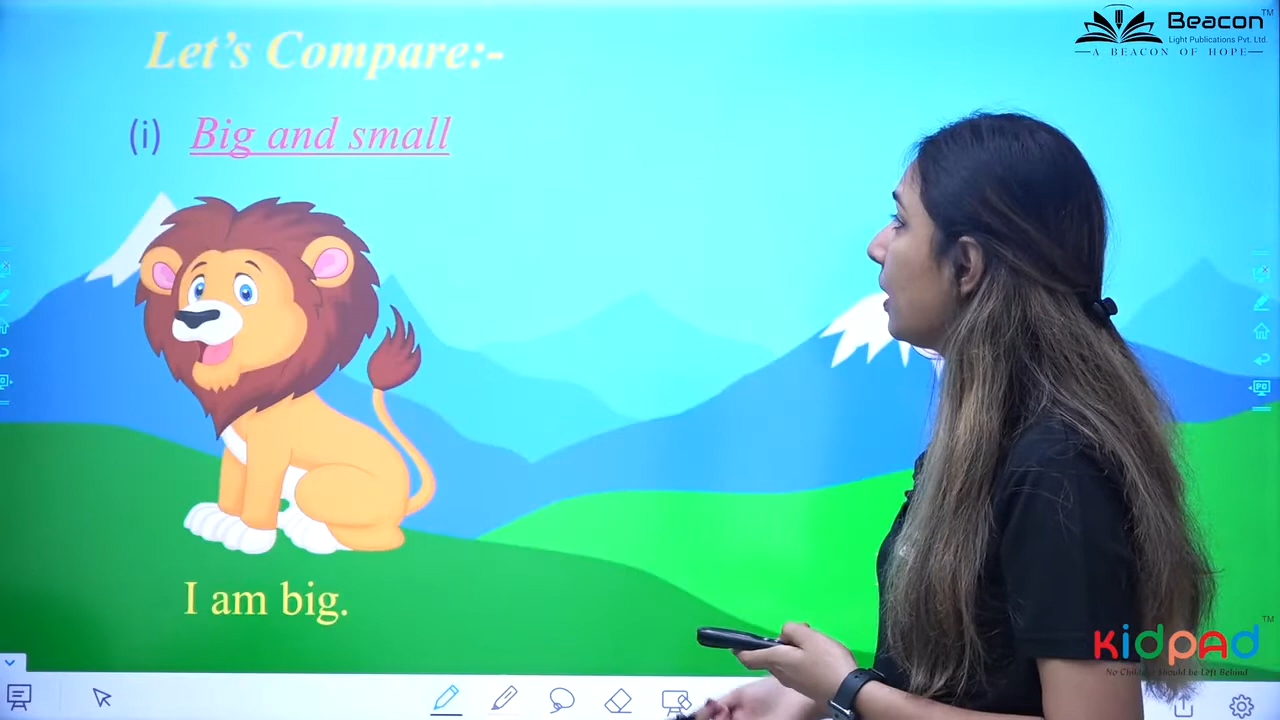 Let's Compare:-
(i) Big and small
I am big.
Beacon™
Light Publications Pvt. Ltd.
A BEACON OF HOPE
kidpad™
No Child Should be Left Behind
PC